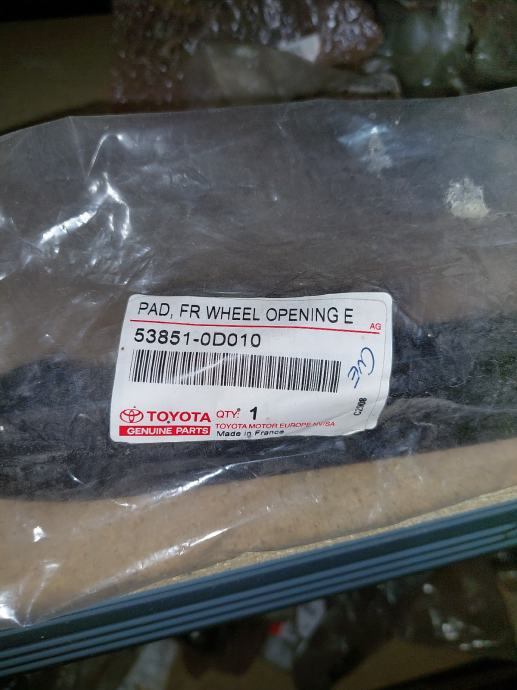 PAD, FR WHEEL OPENING E
AG
53851-0D010
C2908
TOYOTA
GENUINE PARTS
QTY: 1
TOYOTA MOTOR EUROPE NV/SA
Made in France